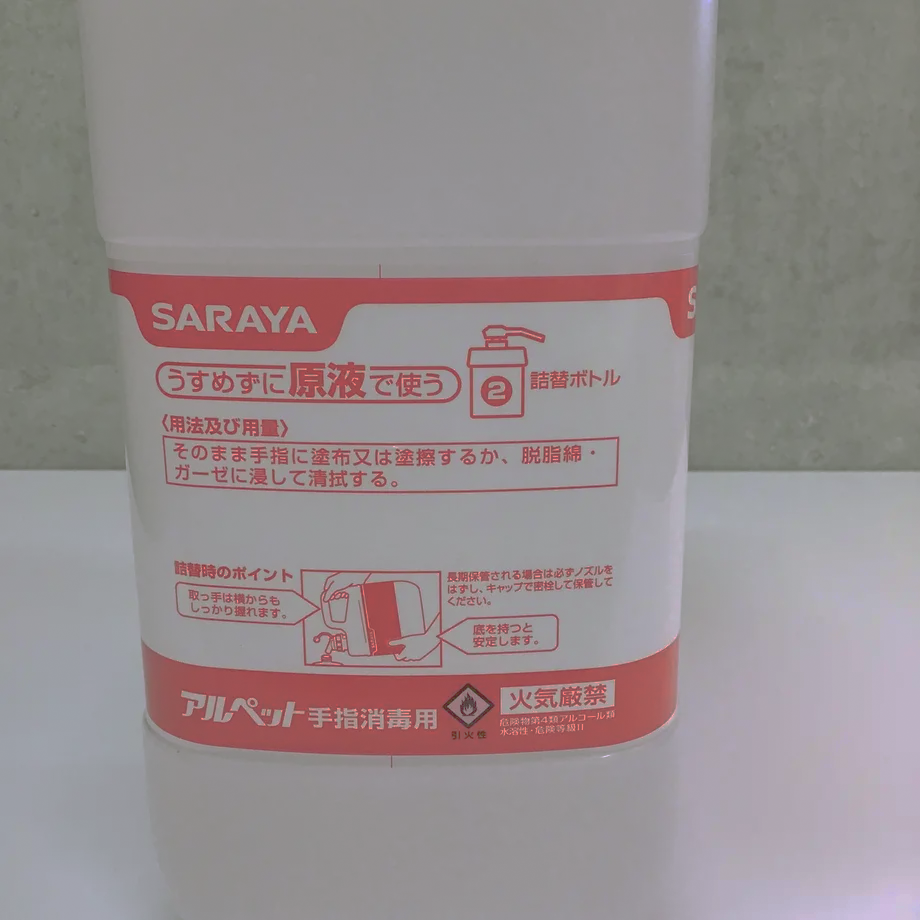 SARAYA
S
うすめずに原液で使う
2
詰替ボトル
〈用法及び用量〉
そのまま手指に塗布又は塗擦するか、脱脂綿・
ガーゼに浸して清拭する。
詰替時のポイント
取っ手は横からも
しっかり握れます。
長期保管される場合は必ずノズルを
はずし、キャップで密栓して保管して
ください。
底を持つと
安定します。
アルペット手指消毒用
引火性
火気厳禁
危険物第4類アルコール類
水溶性・危険等級II